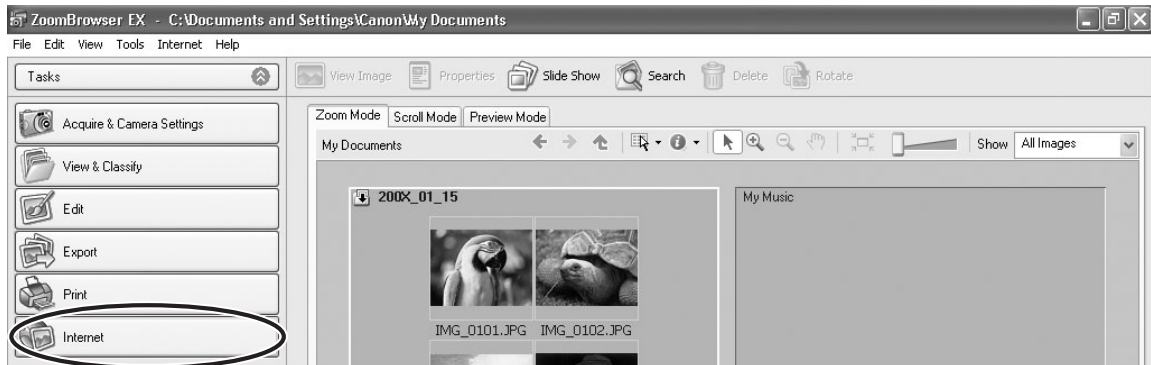 ZoomBrowser EX - C:\Documents and Settings\Canon\My Documents
File Edit View Tools Internet Help
Tasks
View Image Properties Slide Show Search Delete Rotate
Acquire & Camera Settings
View & Classify
Edit
Export
Print
Internet
Zoom Mode Scroll Mode Preview Mode
My Documents Show All Images
200X_01_15
IMG_0101.JPG IMG_0102.JPG
My Music